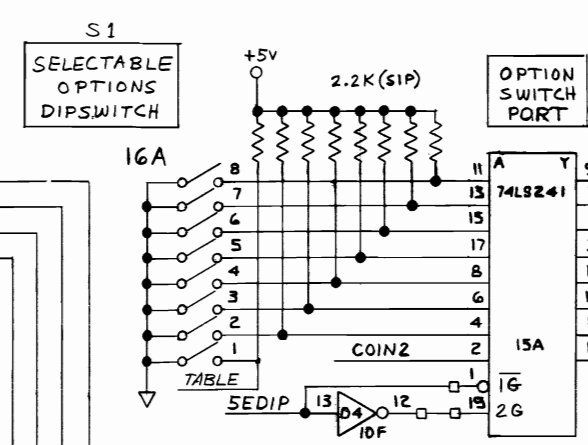 S1
SELECTABLE
OPTIONS
DIPSWITCH
+5V
2.2K (SIP)
OPTION
SWITCH
PORT
16A
8
7
6
5
4
3
2
1
TABLE
11
13
15
17
8
6
4
2
1
19
A Y
74LS241
15A
1G
2G
COIN2
5EDIP
13
04
12
10F